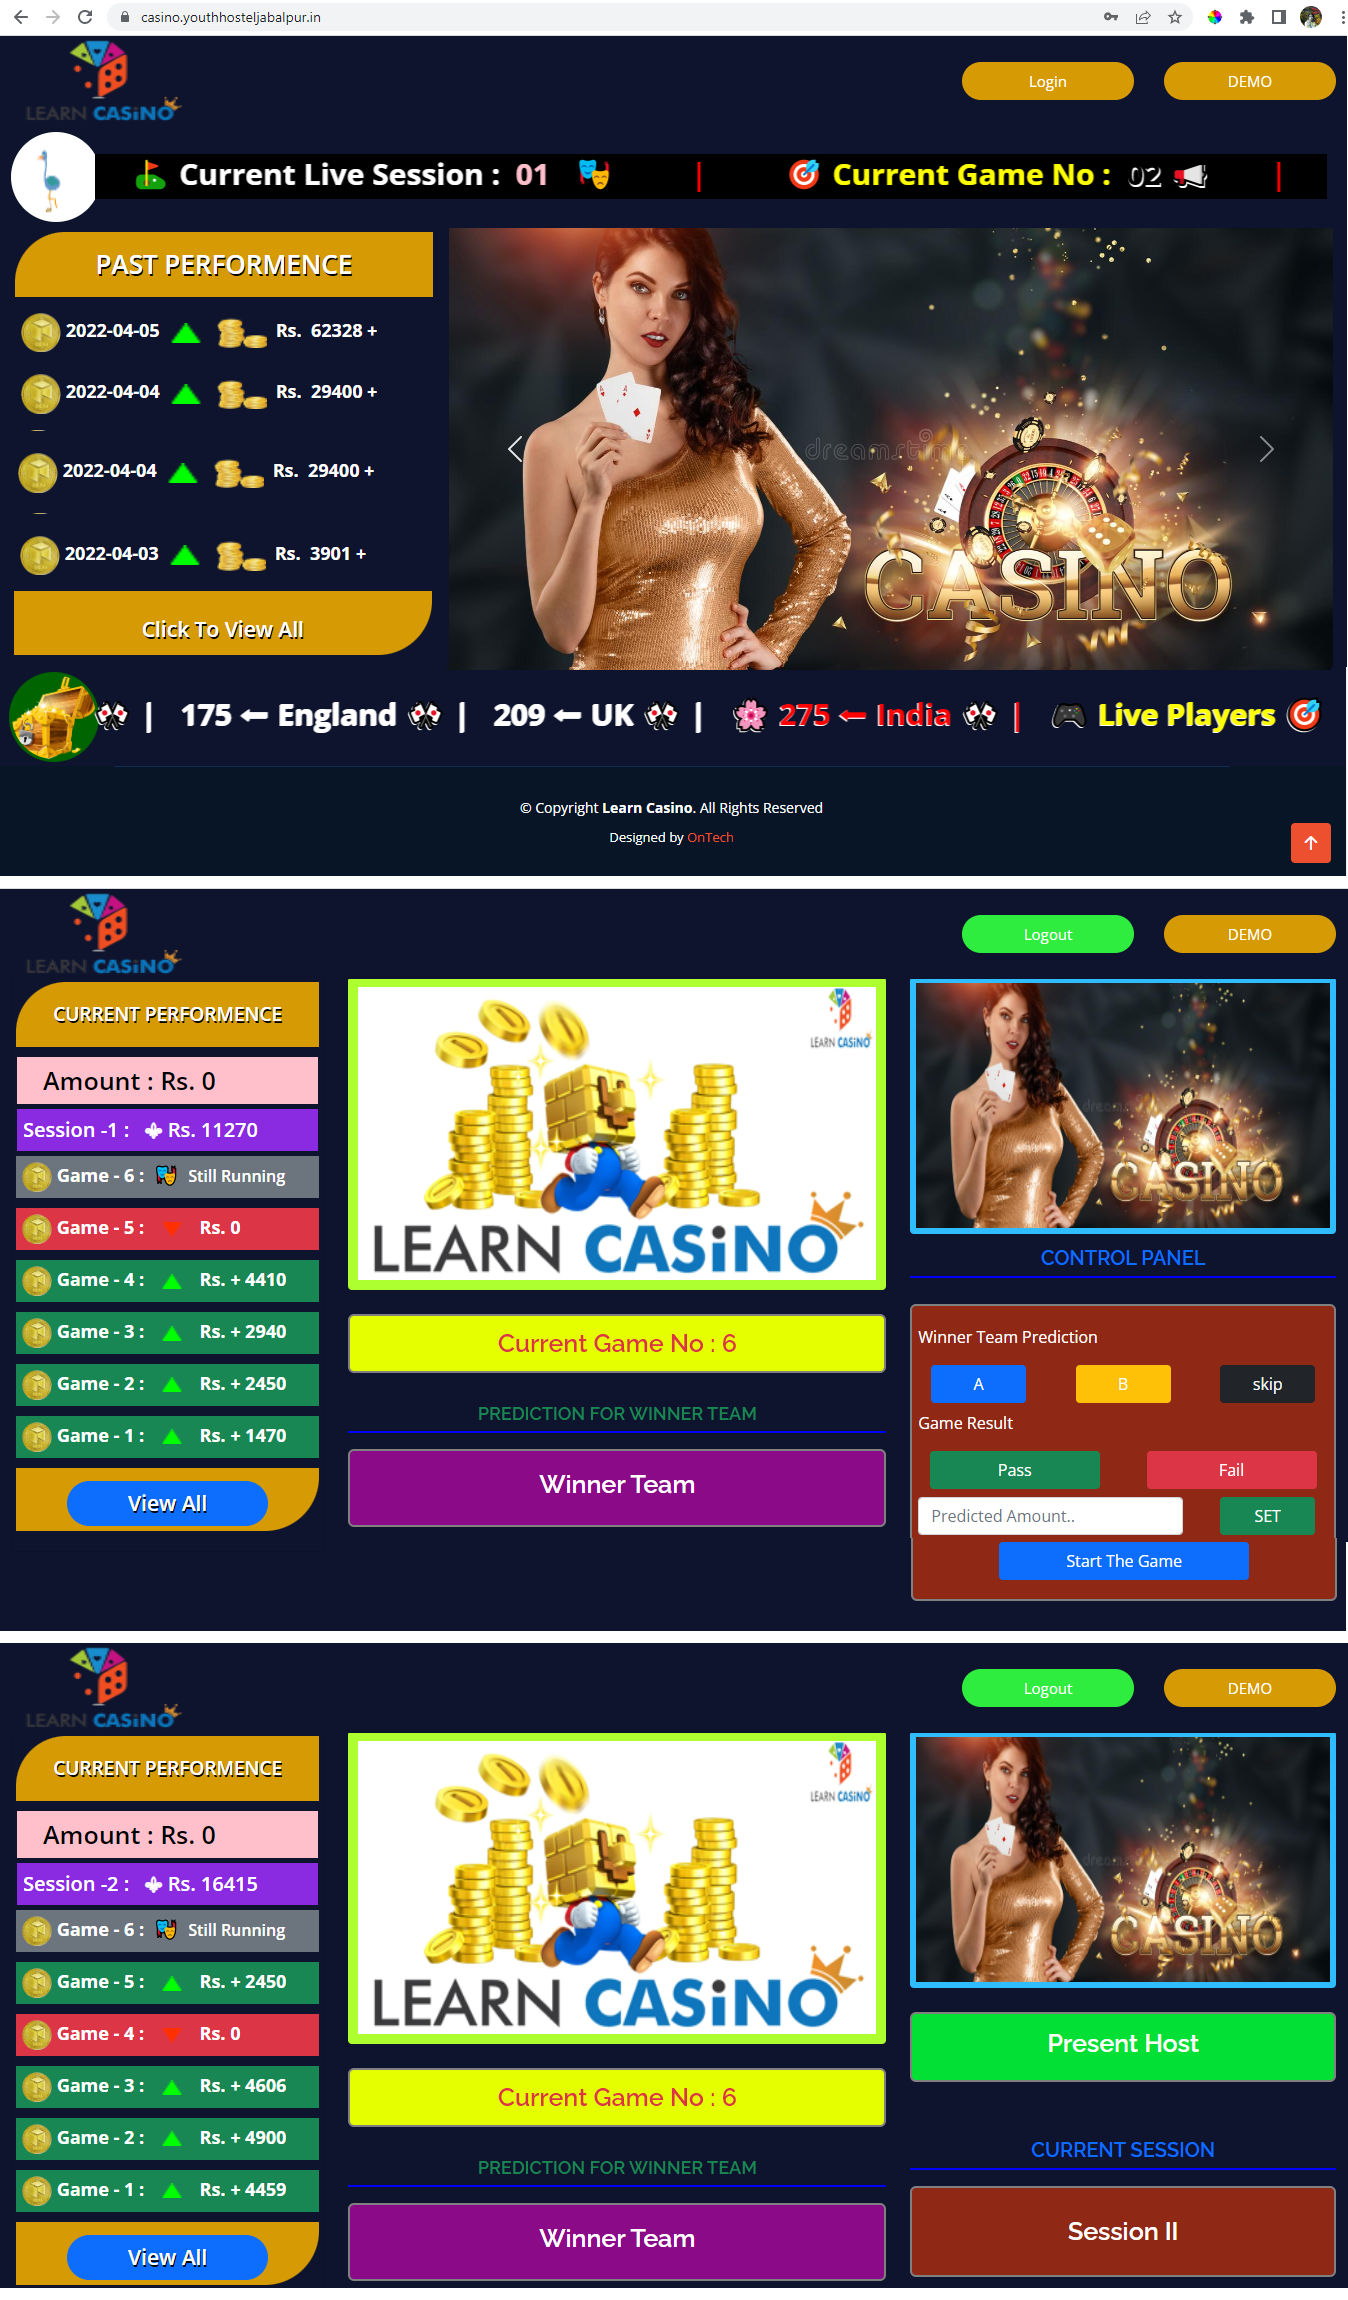 casino.youthhosteljabalpur.in
LEARN CASiNO
Login
DEMO
Current Live Session : 01 |
Current Game No : 02 |
PAST PERFORMENCE
2022-04-05 Rs. 62328 +
2022-04-04 Rs. 29400 +
2022-04-04 Rs. 29400 +
2022-04-03 Rs. 3901 +
Click To View All
dreamstime
CASINO
| 175 ← England | 209 ← UK | 275 ← India | Live Players
© Copyright Learn Casino. All Rights Reserved
Designed by OnTech
LEARN CASiNO
Logout
DEMO
CURRENT PERFORMENCE
Amount : Rs. 0
Session -1 : Rs. 11270
Game - 6 : Still Running
Game - 5 : Rs. 0
Game - 4 : Rs. + 4410
Game - 3 : Rs. + 2940
Game - 2 : Rs. + 2450
Game - 1 : Rs. + 1470
View All
LEARN CASiNO
LEARN CASiNO
Current Game No : 6
PREDICTION FOR WINNER TEAM
Winner Team
CASINO
CONTROL PANEL
Winner Team Prediction
A
B
skip
Game Result
Pass
Fail
Predicted Amount..
SET
Start The Game
LEARN CASiNO
Logout
DEMO
CURRENT PERFORMENCE
Amount : Rs. 0
Session -2 : Rs. 16415
Game - 6 : Still Running
Game - 5 : Rs. + 2450
Game - 4 : Rs. 0
Game - 3 : Rs. + 4606
Game - 2 : Rs. + 4900
Game - 1 : Rs. + 4459
View All
LEARN CASiNO
LEARN CASiNO
Current Game No : 6
PREDICTION FOR WINNER TEAM
Winner Team
CASINO
Present Host
CURRENT SESSION
Session II